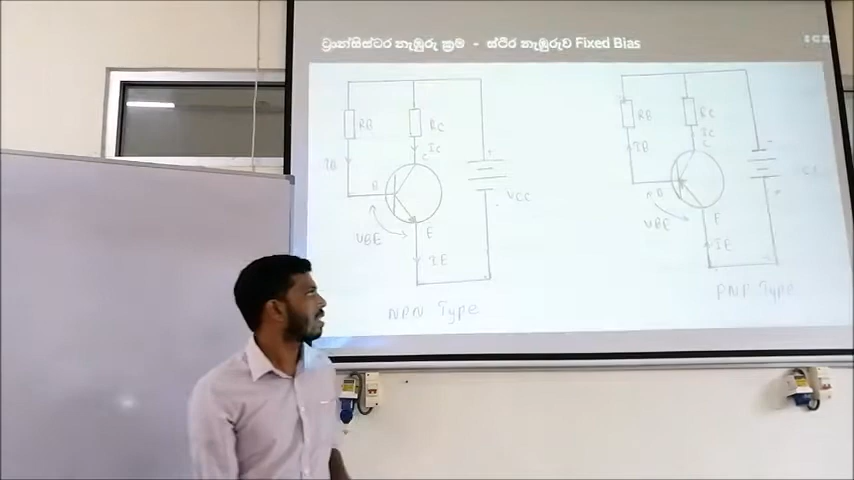 ට්‍රාන්සිස්ටර නැඹුරු ක්‍රම - ස්ථිර නැඹුරුව Fixed Bias
RB
RC
IB
IC
C
B
VBE
E
IE
VCC
NPN Type
RB
RC
IB
IC
C
B
VBE
E
IE
PNP Type